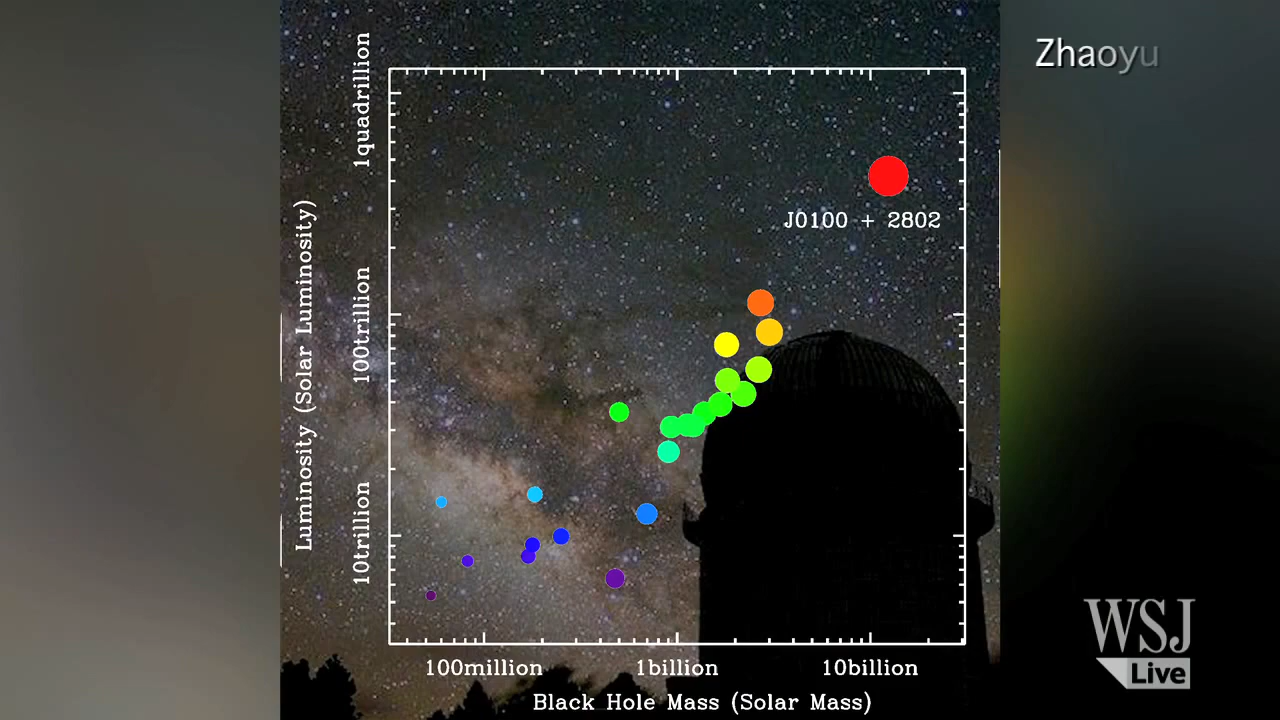 Zhaoyu
1quadrillion
100trillion
10trillion
Luminosity (Solar Luminosity)
J0100 + 2802
100million
1billion
10billion
Black Hole Mass (Solar Mass)
WSJ
Live